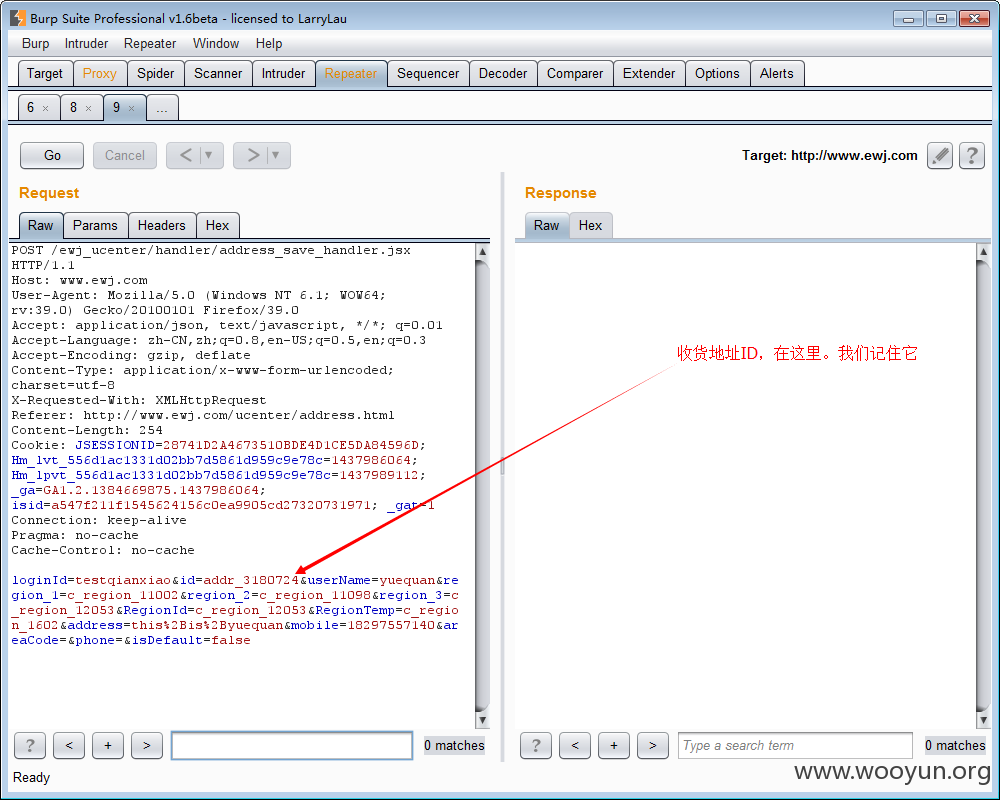 Burp Suite Professional v1.6beta - licensed to LarryLau
Burp Intruder Repeater Window Help
Target Proxy Spider Scanner Intruder Repeater Sequencer Decoder Comparer Extender Options Alerts
6 × 8 × 9 × ...
Go Cancel < > Target: http://www.ewj.com ?
Request
Raw Params Headers Hex
POST /ewj_ucenter/handler/address_save_handler.jsx
HTTP/1.1
Host: www.ewj.com
User-Agent: Mozilla/5.0 (Windows NT 6.1; WOW64;
rv:39.0) Gecko/20100101 Firefox/39.0
Accept: application/json, text/javascript, */*; q=0.01
Accept-Language: zh-CN,zh;q=0.8,en-US;q=0.5,en;q=0.3
Accept-Encoding: gzip, deflate
Content-Type: application/x-www-form-urlencoded;
charset=utf-8
X-Requested-With: XMLHttpRequest
Referer: http://www.ewj.com/ucenter/address.html
Content-Length: 254
Cookie: JSESSIONID=28741D2A4673510BDE4D1CE5DA84596D;
Hm_lvt_556d1ac1331d02bb7d5861d959c9e78c=1437986064;
Hm_lpvt_556d1ac1331d02bb7d5861d959c9e78c=1437989112;
_ga=GA1.2.1384669875.1437986064;
isid=a547f211f1545624156c0ea9905cd27320731971; _gat=1
Connection: keep-alive
Pragma: no-cache
Cache-Control: no-cache
loginId=testqianxiao&id=addr_3180724&userName=yuequan&re
gion_1=c_region_11002&region_2=c_region_11098&region_3=c
_region_12053&RegionId=c_region_12053&RegionTemp=c_regio
n_1602&address=this%2Bis%2Byuequan&mobile=18297557140&ar
eaCode=&phone=&isDefault=false
? < + > 0 matches
Response
Raw Hex
收货地址ID，在这里。我们记住它
? < + > Type a search term 0 matches
Ready
www.wooyun.org